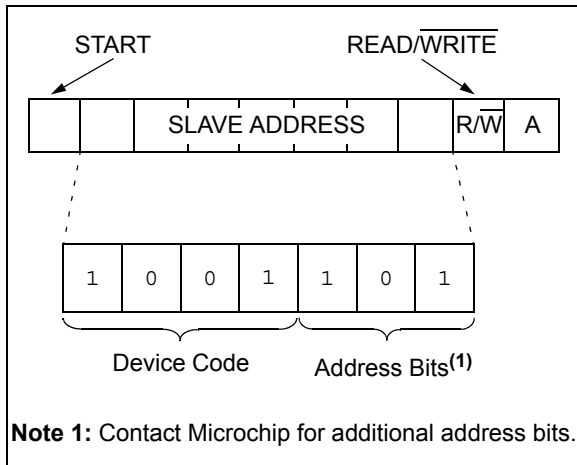 START READ/WRITE
SLAVE ADDRESS R/W A
1 0 0 1 1 0 1
Device Code Address Bits(1)
Note 1: Contact Microchip for additional address bits.